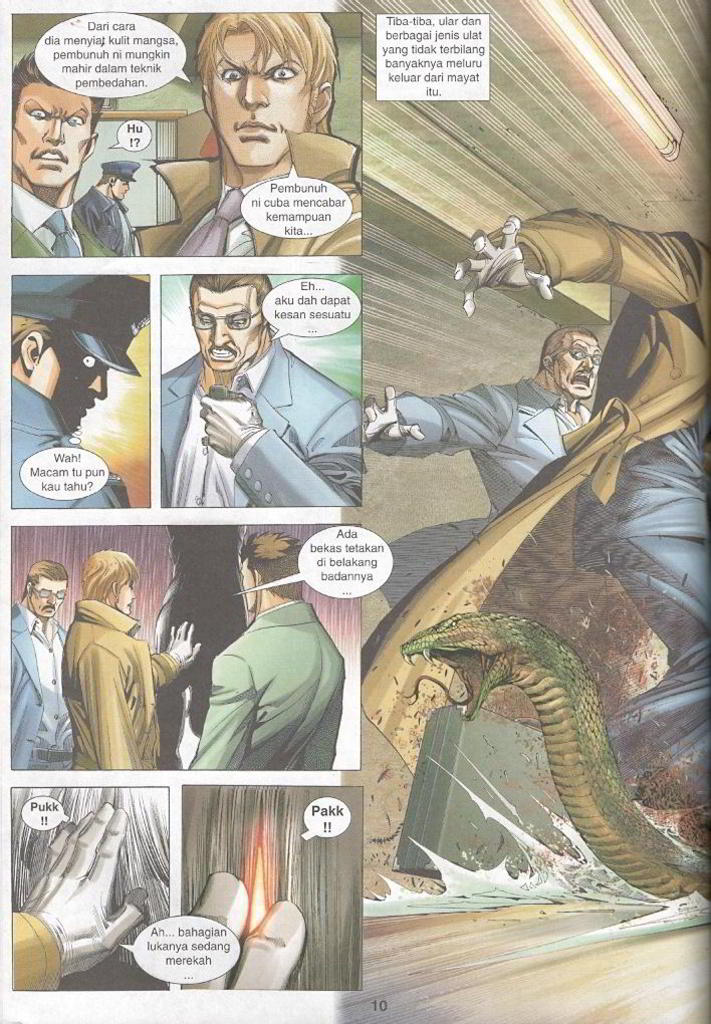 Dari cara
dia menyiat kulit mangsa,
pembunuh ni mungkin
mahir dalam teknik
pembedahan.
Hu
!?
Pembunuh
ni cuba mencabar
kemampuan
kita...
Wah!
Macam tu pun
kau tahu?
Eh...
aku dah dapat
kesan sesuatu
...
Ada
bekas tetakan
di belakang
badannya
...
Pukk
!!
Ah... bahagian
lukanya sedang
merekah
...
Pakk
!!
Tiba-tiba, ular dan
berbagai jenis ulat
yang tidak terbilang
banyaknya meluru
keluar dari mayat
itu.
10